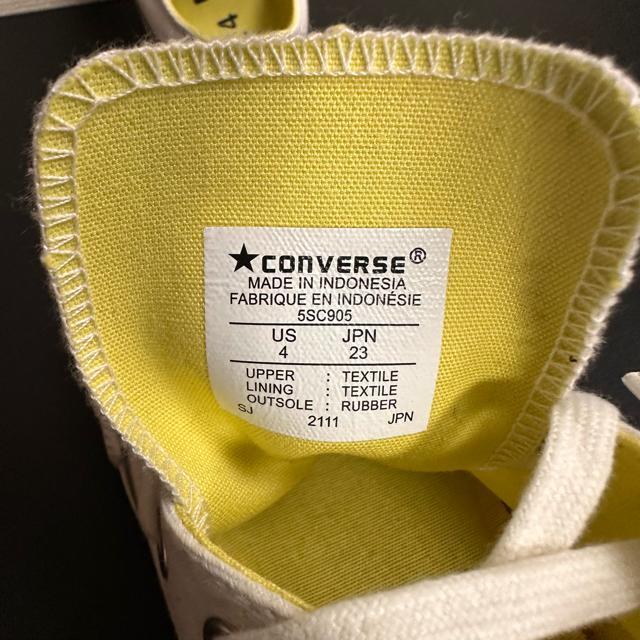 4
★CONVERSE®
MADE IN INDONESIA
FABRIQUE EN INDONÉSIE
5SC905
US JPN
4 23
UPPER : TEXTILE
LINING : TEXTILE
OUTSOLE : RUBBER
SJ 2111 JPN